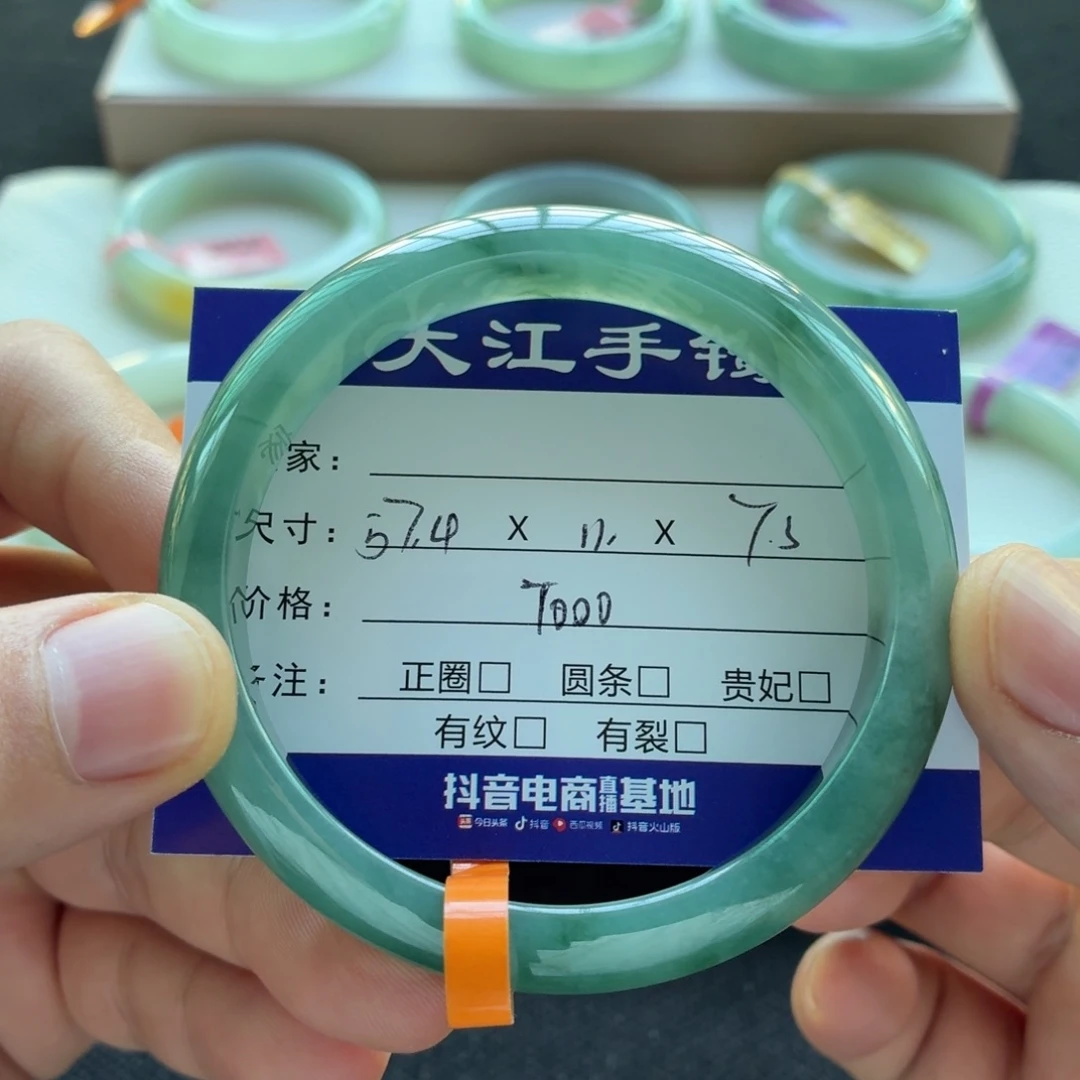 大江手镯
家：
尺寸：57.4 x 11. x 7.5
价格：7000
备注：正圈□ 圆条□ 贵妃□
有纹□ 有裂□
抖音电商直播基地
今日头条 抖音 西瓜视频 抖音火山版